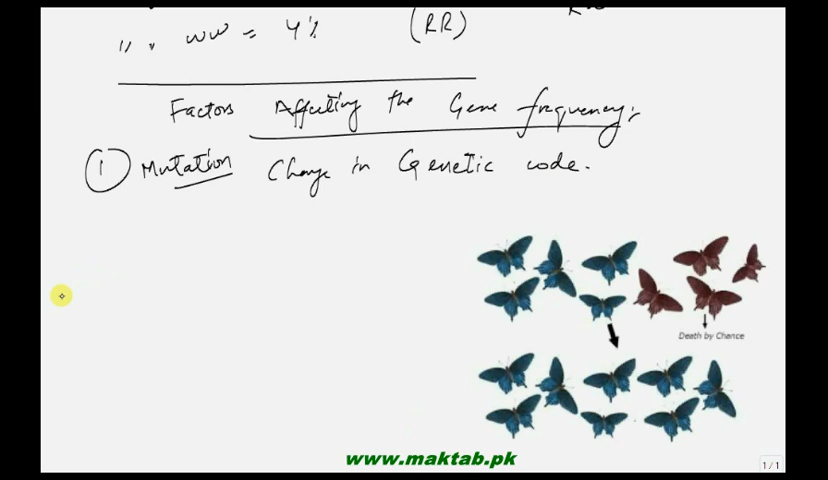 ww = 4% (RR)
Factors Affecting the Gene frequency,
① Mutation Change in Genetic code.
Death by Chance
www.maktab.pk
1/1